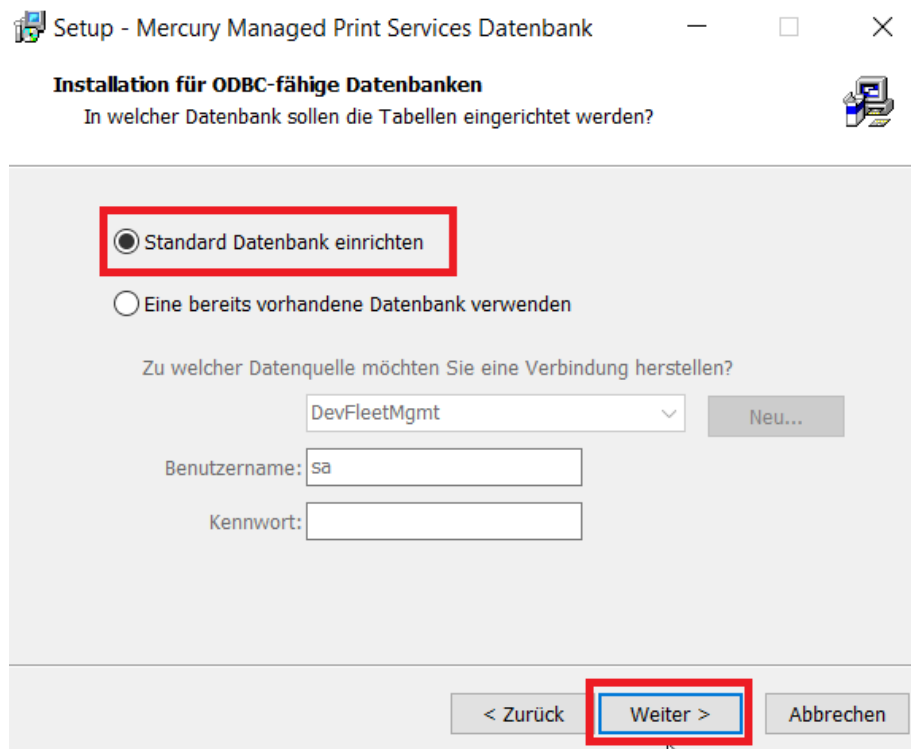 Setup - Mercury Managed Print Services Datenbank
Installation für ODBC-fähige Datenbanken
In welcher Datenbank sollen die Tabellen eingerichtet werden?
Standard Datenbank einrichten
Eine bereits vorhandene Datenbank verwenden
Zu welcher Datenquelle möchten Sie eine Verbindung herstellen?
DevFleetMgmt
Neu...
Benutzername: sa
Kennwort:
< Zurück Weiter > Abbrechen